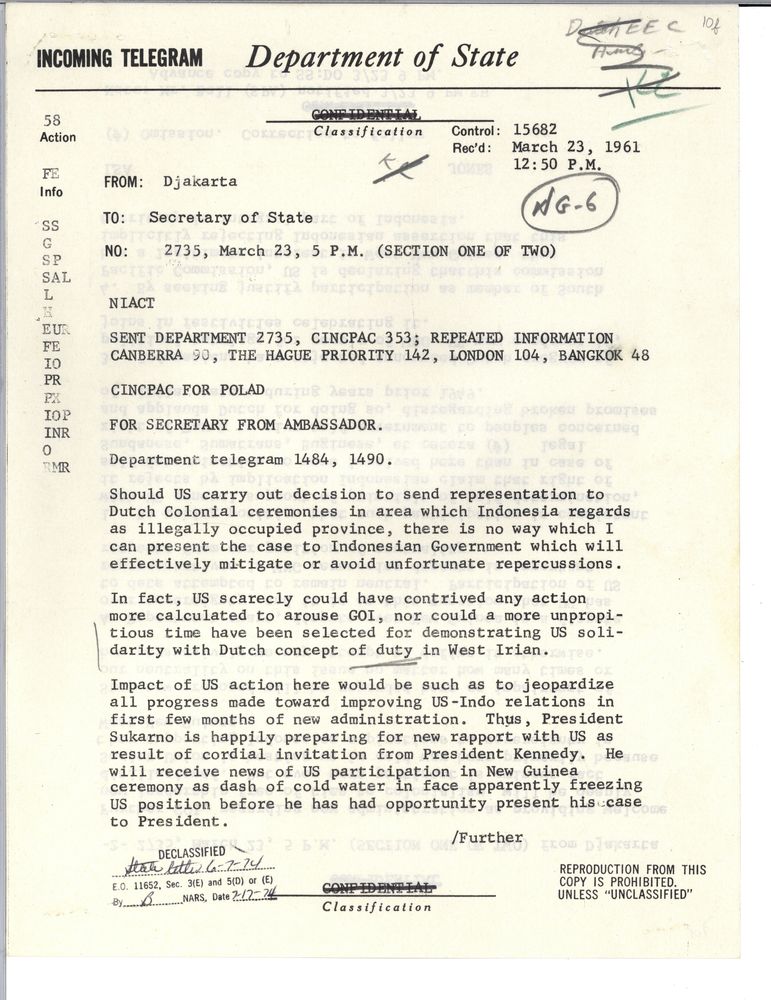 INCOMING TELEGRAM Department of State
EEC
CONFIDENTIAL
Classification
58
Action
FE
Info
SS
G
SP
SAL
L
H
EUR
FE
IO
PR
PX
IOP
INR
O
RMR
Control: 15682
Rec'd: March 23, 1961
12:50 P.M.
NG-6
FROM: Djakarta
TO: Secretary of State
NO: 2735, March 23, 5 P.M. (SECTION ONE OF TWO)
NIACT
SENT DEPARTMENT 2735, CINCPAC 353; REPEATED INFORMATION
CANBERRA 90, THE HAGUE PRIORITY 142, LONDON 104, BANGKOK 48
CINCPAC FOR POLAD
FOR SECRETARY FROM AMBASSADOR.
Department telegram 1484, 1490.
Should US carry out decision to send representation to
Dutch Colonial ceremonies in area which Indonesia regards
as illegally occupied province, there is no way which I
can present the case to Indonesian Government which will
effectively mitigate or avoid unfortunate repercussions.
In fact, US scarecly could have contrived any action
more calculated to arouse GOI, nor could a more unpropi-
tious time have been selected for demonstrating US soli-
darity with Dutch concept of duty in West Irian.
Impact of US action here would be such as to jeopardize
all progress made toward improving US-Indo relations in
first few months of new administration. Thus, President
Sukarno is happily preparing for new rapport with US as
result of cordial invitation from President Kennedy. He
will receive news of US participation in New Guinea
ceremony as dash of cold water in face apparently freezing
US position before he has had opportunity present his case
to President.
/Further
DECLASSIFIED
State letter 6-7-74
E.O. 11652, Sec. 3(E) and 5(D) or (E)
By B NARS, Date 7-17-74
CONFIDENTIAL
Classification
REPRODUCTION FROM THIS
COPY IS PROHIBITED.
UNLESS "UNCLASSIFIED"